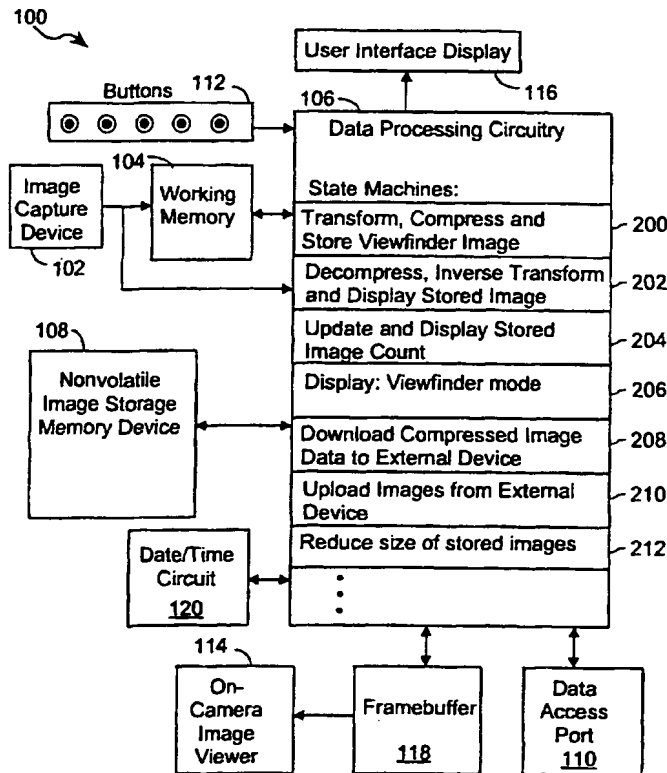 100
User Interface Display
116
Buttons
112
106
Data Processing Circuitry
104
Image
Capture
Device
102
Working
Memory
State Machines:
Transform, Compress and
Store Viewfinder Image
200
Decompress, Inverse Transform
and Display Stored Image
202
Update and Display Stored
Image Count
204
108
Nonvolatile
Image Storage
Memory Device
Display: Viewfinder mode
206
Download Compressed Image
Data to External Device
208
Upload Images from External
Device
210
Reduce size of stored images
212
Date/Time
Circuit
120
114
On-
Camera
Image
Viewer
Framebuffer
118
Data
Access
Port
110